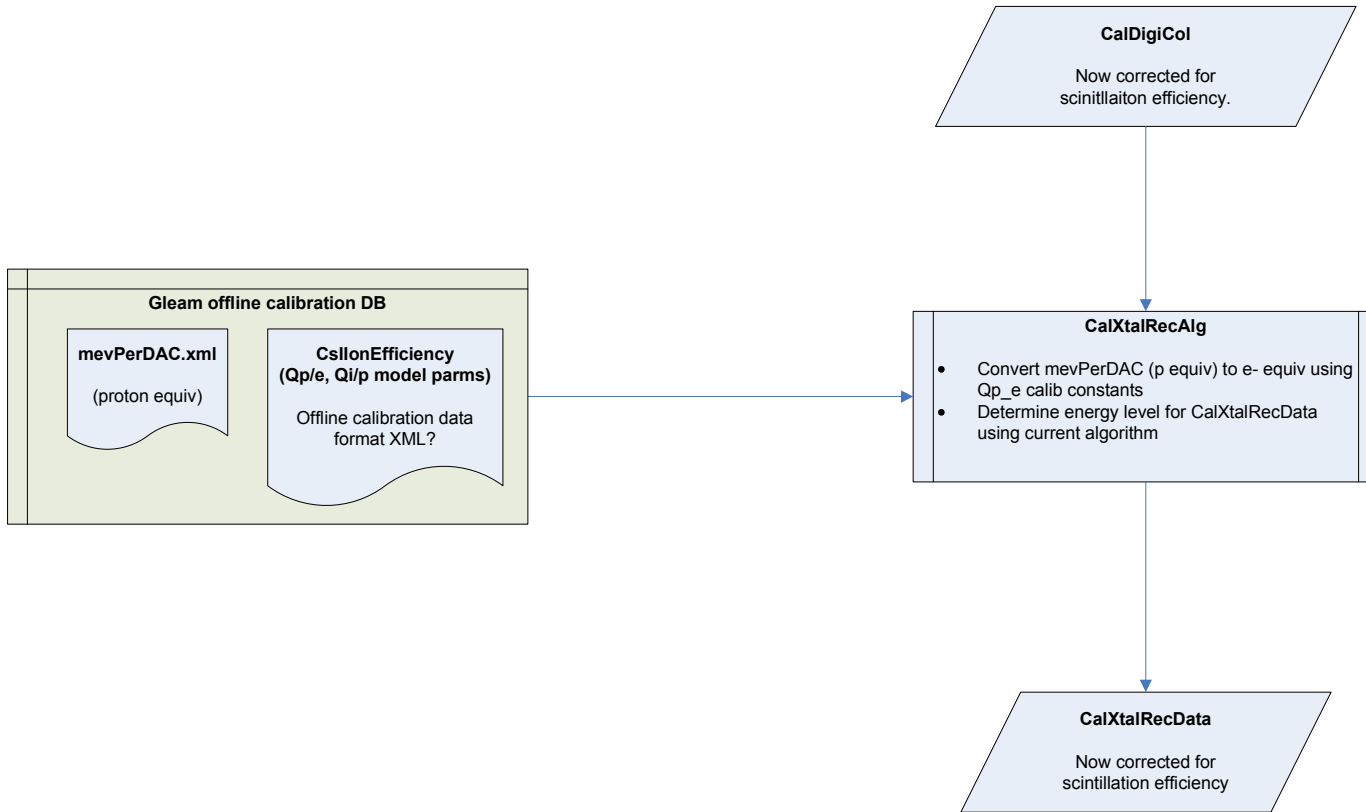 CalDigiCol
Now corrected for
scinitllaiton efficiency.
Gleam offline calibration DB
mevPerDAC.xml
(proton equiv)
CsIIonEfficiency
(Qp/e, Qi/p model parms)
Offline calibration data
format XML?
CalXtalRecAlg
• Convert mevPerDAC (p equiv) to e- equiv using
Qp_e calib constants
• Determine energy level for CalXtalRecData
using current algorithm
CalXtalRecData
Now corrected for
scintillation efficiency